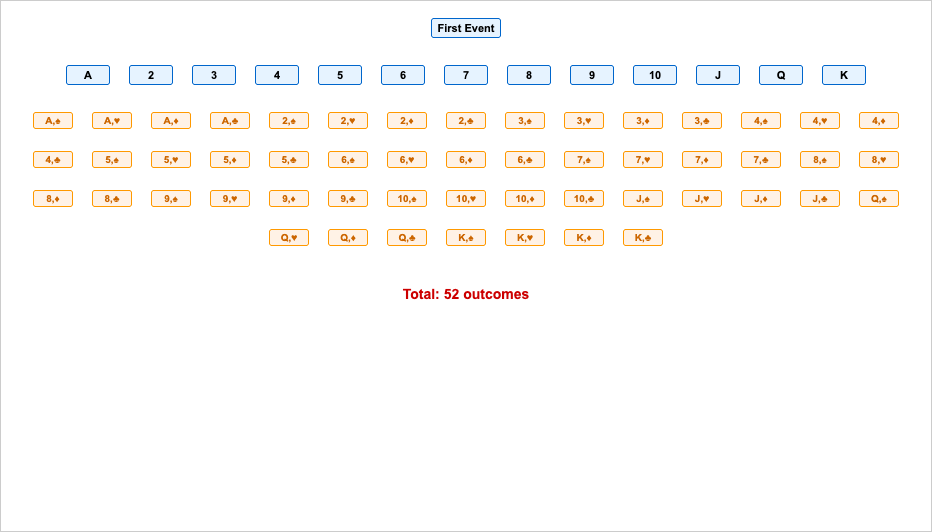 First Event
A 2 3 4 5 6 7 8 9 10 J Q K
A,♠ A,♥ A,♦ A,♣ 2,♠ 2,♥ 2,♦ 2,♣ 3,♠ 3,♥ 3,♦ 3,♣ 4,♠ 4,♥ 4,♦
4,♣ 5,♠ 5,♥ 5,♦ 5,♣ 6,♠ 6,♥ 6,♦ 6,♣ 7,♠ 7,♥ 7,♦ 7,♣ 8,♠ 8,♥
8,♦ 8,♣ 9,♠ 9,♥ 9,♦ 9,♣ 10,♠ 10,♥ 10,♦ 10,♣ J,♠ J,♥ J,♦ J,♣ Q,♠
Q,♥ Q,♦ Q,♣ K,♠ K,♥ K,♦ K,♣
Total: 52 outcomes